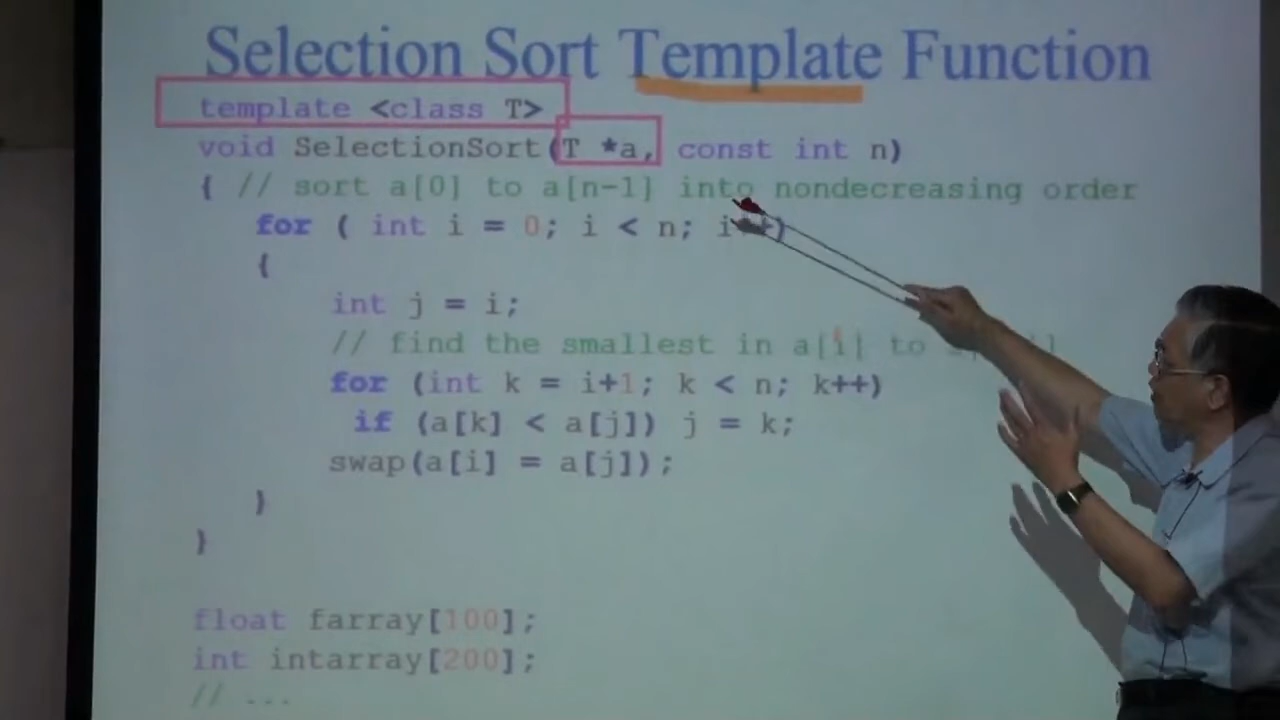 Selection Sort Template Function
template <class T>
void SelectionSort(T *a, const int n)
{ // sort a[0] to a[n-1] into nondecreasing order
for ( int i = 0; i < n; i++)
{
int j = i;
// find the smallest in a[i] to
for (int k = i+1; k < n; k++)
if (a[k] < a[j]) j = k;
swap(a[i] = a[j]);
}
}
float farray[100];
int intarray[200];
// ...